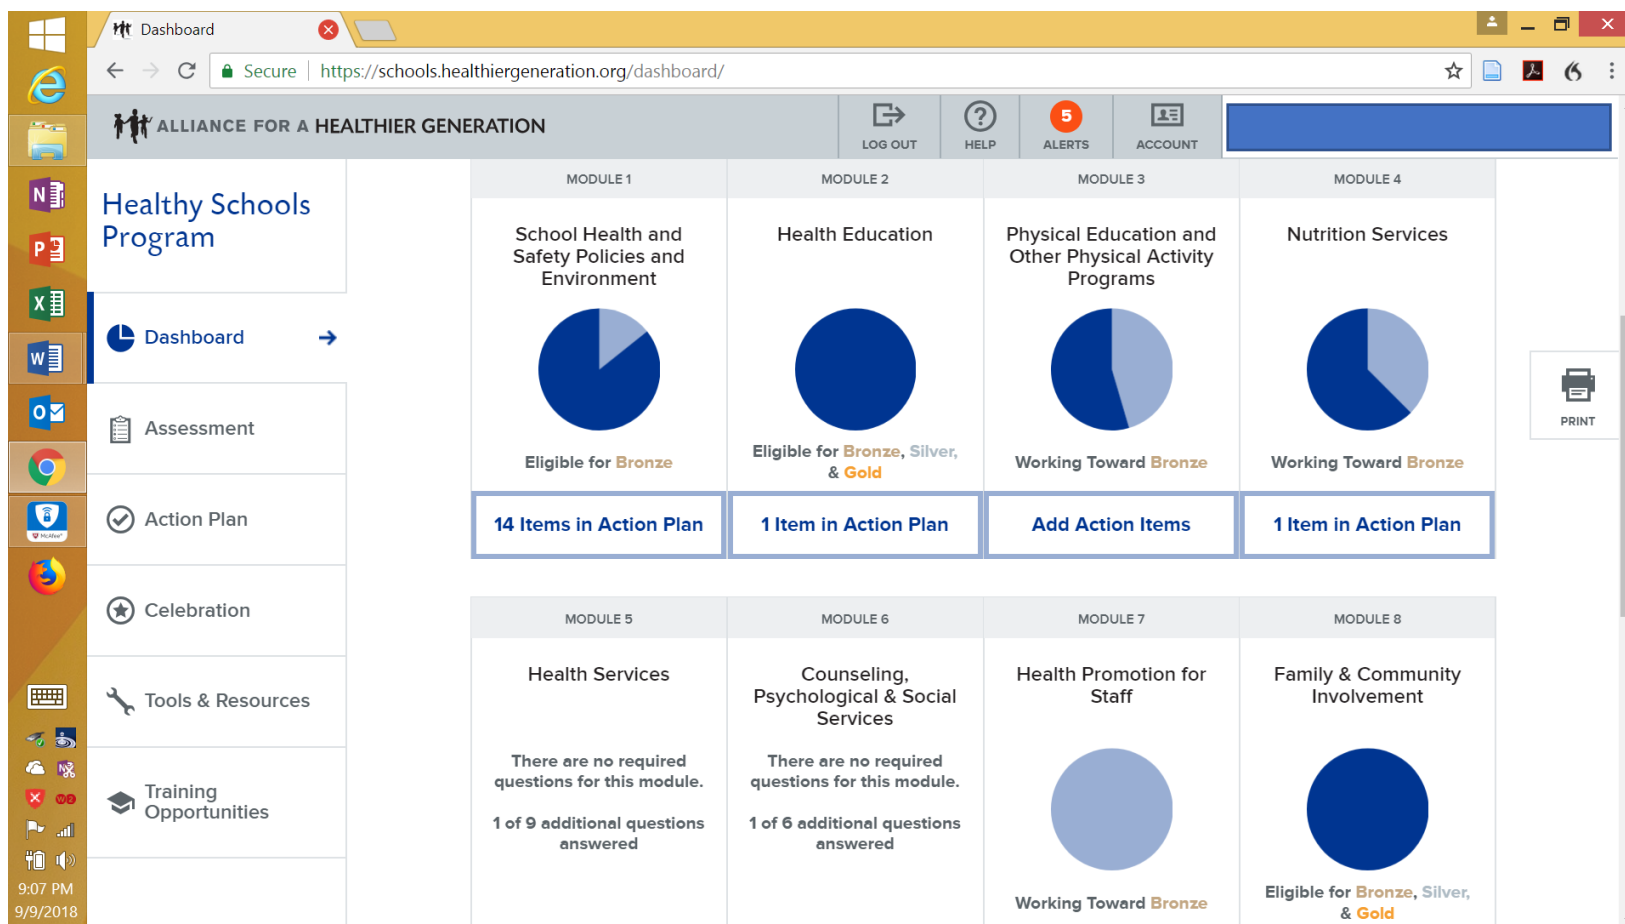 Dashboard
Secure
https://schools.healthiergeneration.org/dashboard/
ALLIANCE FOR A HEALTHIER GENERATION
LOG OUT
HELP
5
ALERTS
ACCOUNT
Healthy Schools
Program
Dashboard
Assessment
Action Plan
Celebration
Tools & Resources
Training
Opportunities
MODULE 1
School Health and
Safety Policies and
Environment
Eligible for Bronze
14 Items in Action Plan
MODULE 2
Health Education
Eligible for Bronze, Silver,
& Gold
1 Item in Action Plan
MODULE 3
Physical Education and
Other Physical Activity
Programs
Working Toward Bronze
Add Action Items
MODULE 4
Nutrition Services
Working Toward Bronze
1 Item in Action Plan
MODULE 5
Health Services
There are no required
questions for this module.
1 of 9 additional questions
answered
MODULE 6
Counseling,
Psychological & Social
Services
There are no required
questions for this module.
1 of 6 additional questions
answered
MODULE 7
Health Promotion for
Staff
Working Toward Bronze
MODULE 8
Family & Community
Involvement
Eligible for Bronze, Silver,
& Gold
PRINT
McAfee
9:07 PM
9/9/2018